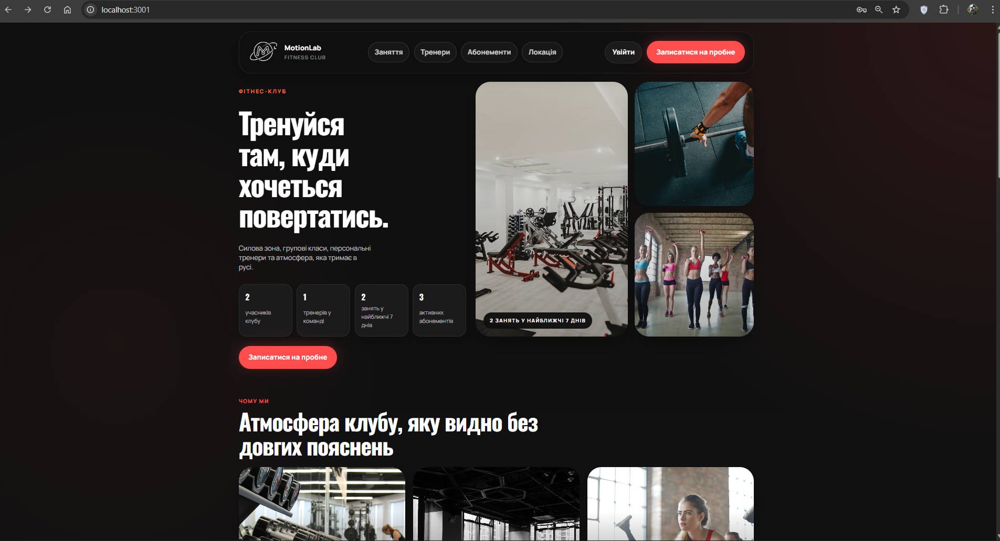 localhost:3001
MotionLab
FITNESS CLUB
Заняття
Тренери
Абонементи
Локація
Увійти
Записатися на пробне
ФІТНЕС-КЛУБ
Тренуйся
там, куди
хочеться
повертатись.
Силова зона, групові класи, персональні
тренери та атмосфера, яка тримає в
русі.
2
учасників
клубу
1
тренерів у
команді
2
занять у
найближчі 7
днів
3
активних
абонементів
2 ЗАНЯТЬ У НАЙБЛИЖЧІ 7 ДНІВ
Записатися на пробне
ЧОМУ МИ
Атмосфера клубу, яку видно без
довгих пояснень